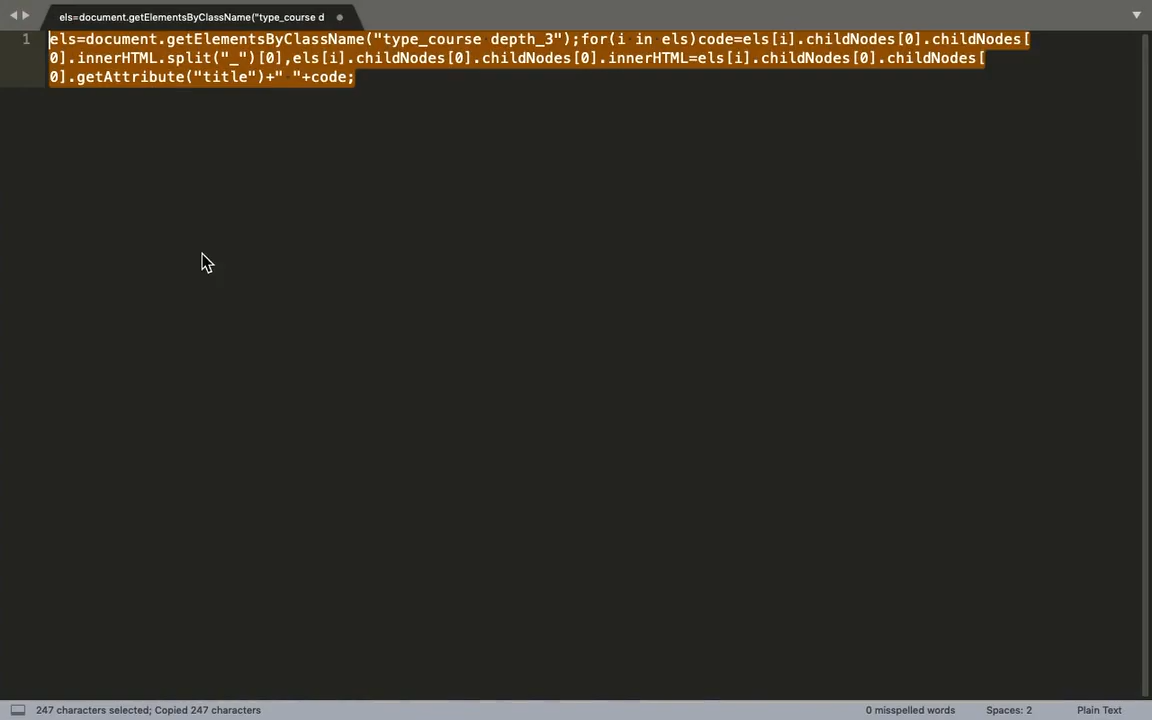 els=document.getElementsByClassName("type_course d
1
els=document.getElementsByClassName("type_course depth_3");for(i in els)code=els[i].childNodes[0].childNodes[
0].innerHTML.split("_")[0],els[i].childNodes[0].childNodes[0].innerHTML=els[i].childNodes[0].childNodes[
0].getAttribute("title")+" "+code;
247 characters selected; Copied 247 characters
0 misspelled words
Spaces: 2
Plain Text